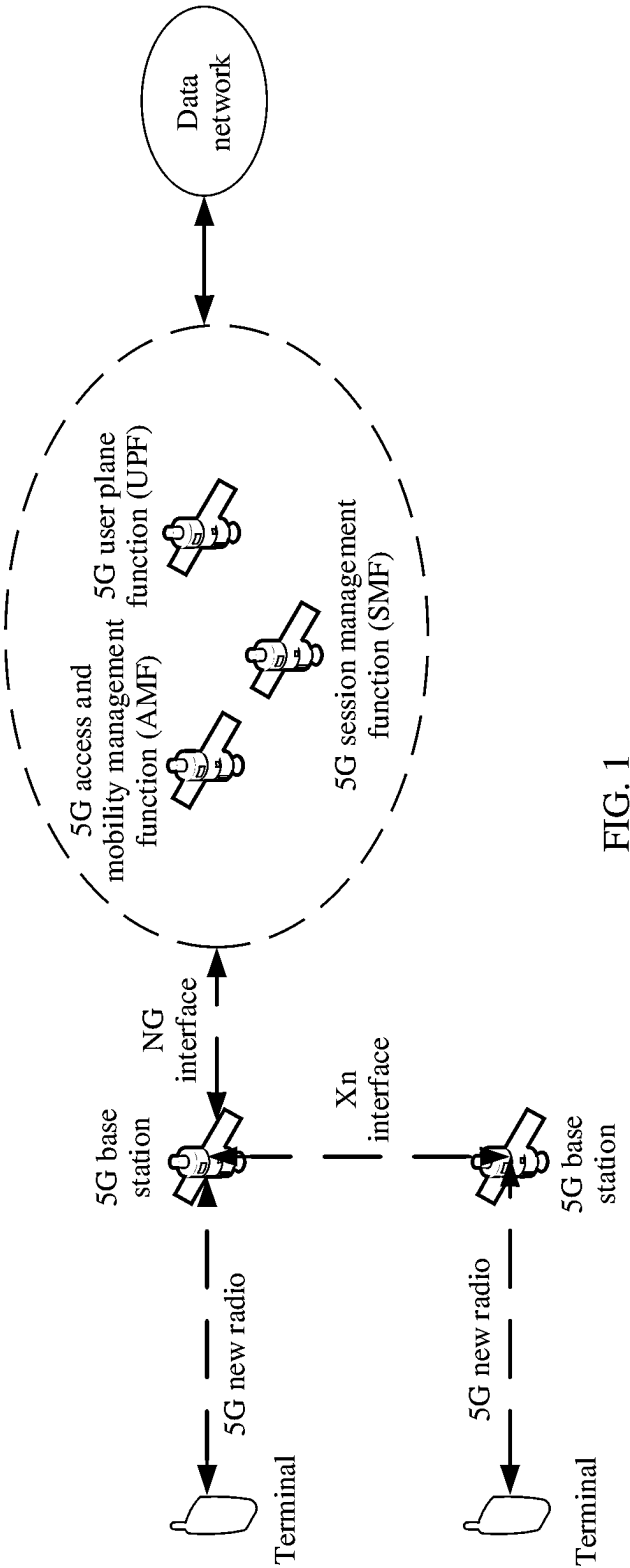 Terminal
5G new radio
5G base
station
NG
interface
5G access and
mobility management
function (AMF)
5G user plane
function (UPF)
5G session management
function (SMF)
Data
network
Xn
interface
Terminal
5G new radio
5G base
station
FIG. 1